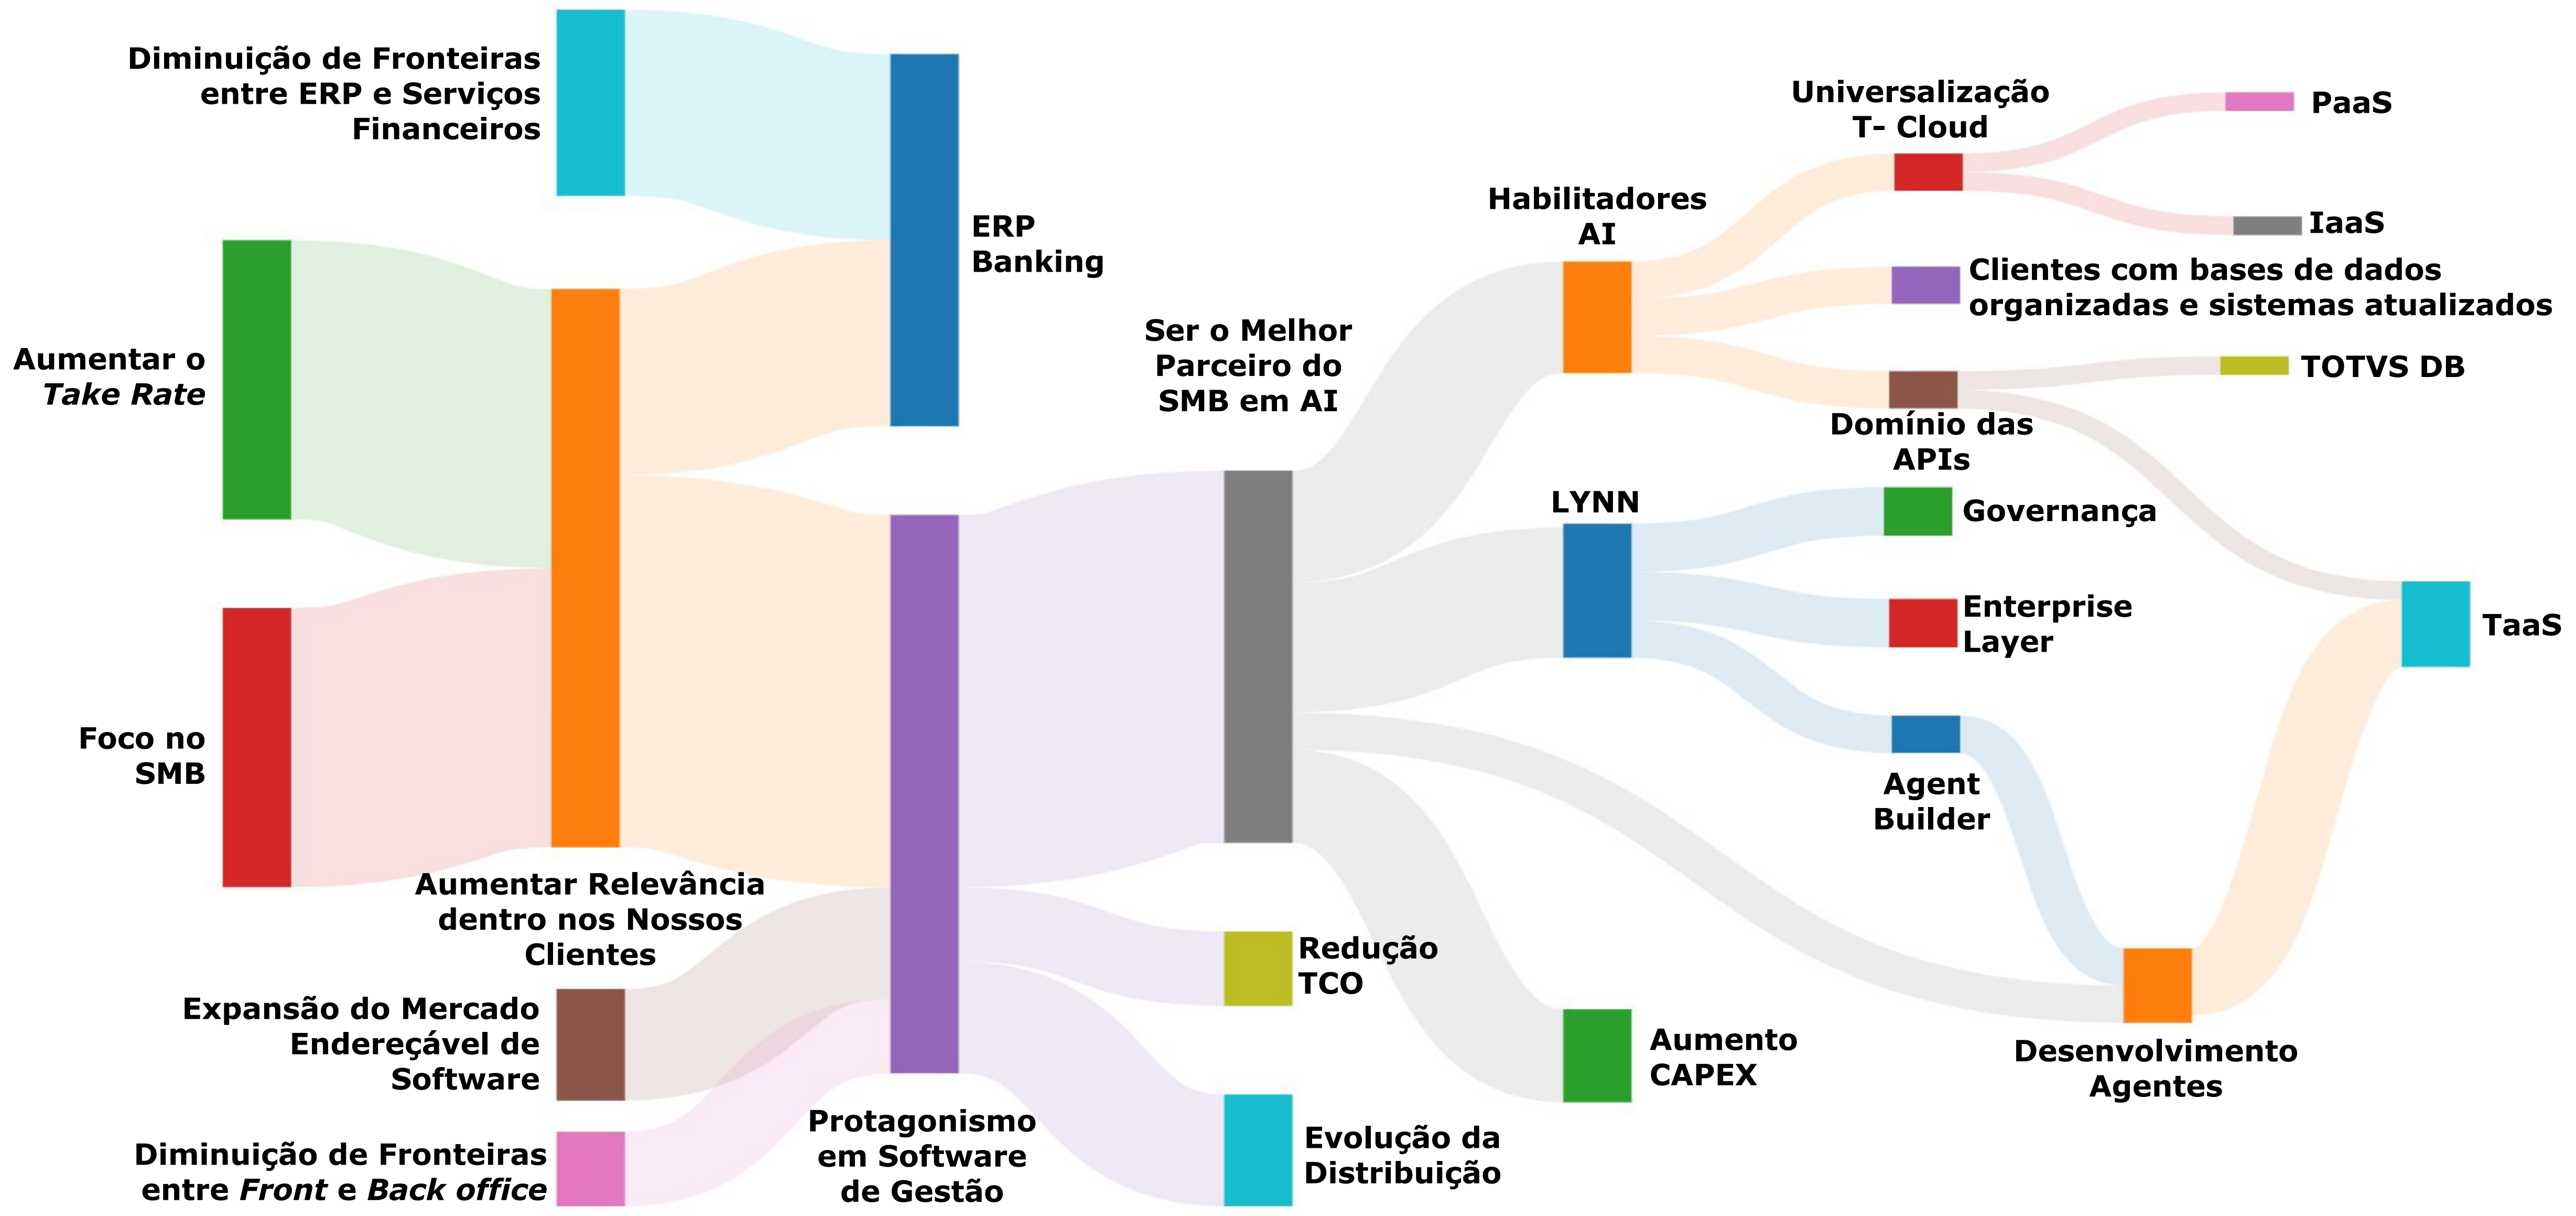 Diminuição de Fronteiras
entre ERP e Serviços
Financeiros
Aumentar o
Take Rate
Foco no
SMB
Aumentar Relevância
dentro nos Nossos
Clientes
Expansão do Mercado
Endereçável de
Software
Diminuição de Fronteiras
entre Front e Back office
ERP
Banking
Protagonismo
em Software
de Gestão
Ser o Melhor
Parceiro do
SMB em AI
Redução
TCO
Evolução da
Distribuição
Habilitadores
AI
LYNN
Aumento
CAPEX
Universalização
T- Cloud
PaaS
IaaS
Clientes com bases de dados
organizadas e sistemas atualizados
TOTVS DB
Domínio das
APIs
Governança
Enterprise
Layer
Agent
Builder
TaaS
Desenvolvimento
Agentes